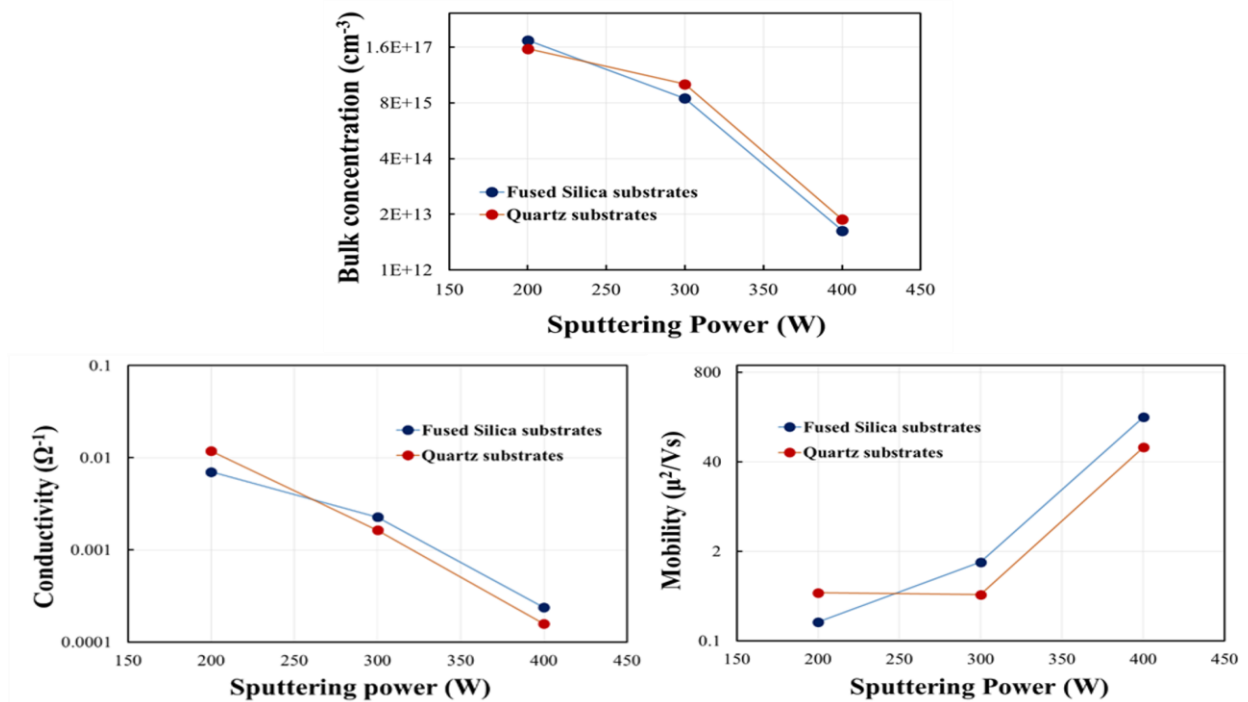 Bulk concentration (cm⁻³)
1.6E+17
8E+15
4E+14
2E+13
1E+12
Fused Silica substrates
Quartz substrates
150 200 250 300 350 400 450
Sputtering Power (W)
Conductivity (Ω⁻¹)
0.1
0.01
0.001
0.0001
Fused Silica substrates
Quartz substrates
150 200 250 300 350 400 450
Sputtering power (W)
Mobility (μ²/Vs)
800
40
2
0.1
Fused Silica substrates
Quartz substrates
150 200 250 300 350 400 450
Sputtering Power (W)